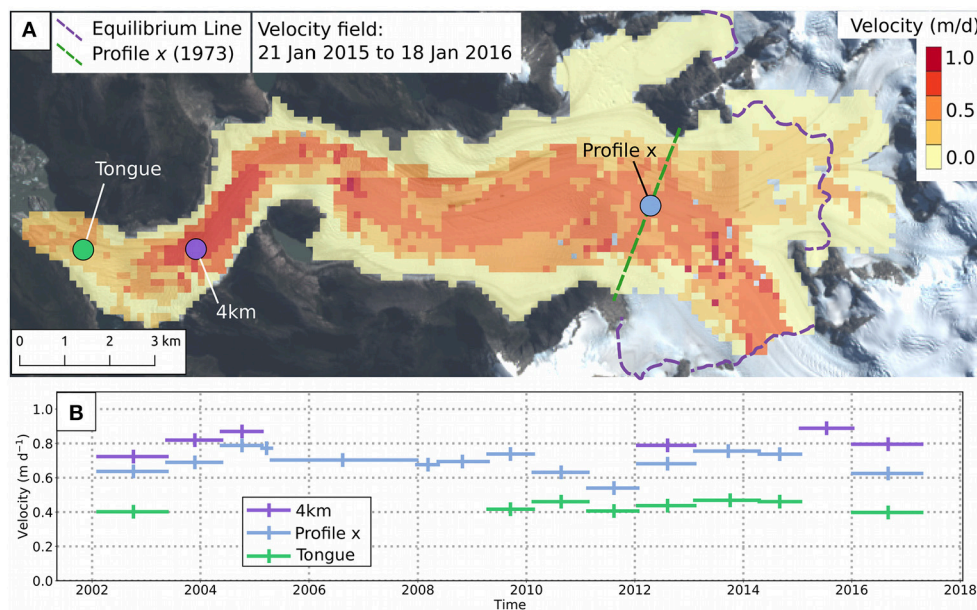 A
Equilibrium Line
Profile x (1973)
Velocity field:
21 Jan 2015 to 18 Jan 2016
Velocity (m/d)
1.0
0.5
0.0
Tongue
Profile x
4km
0 1 2 3 km
B
Velocity (m d⁻¹)
1.0
0.8
0.6
0.4
0.2
0.0
4km
Profile x
Tongue
2002 2004 2006 2008 2010 2012 2014 2016 2018
Time